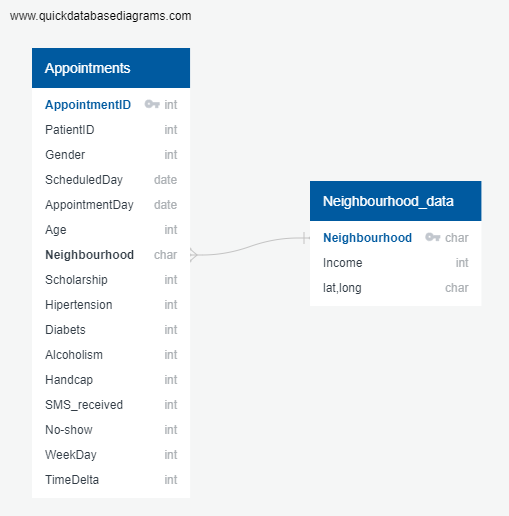 www.quickdatabasediagrams.com
Appointments
AppointmentID int
PatientID int
Gender int
ScheduledDay date
AppointmentDay date
Age int
Neighbourhood char
Scholarship int
Hipertension int
Diabets int
Alcoholism int
Handcap int
SMS_received int
No-show int
WeekDay int
TimeDelta int
Neighbourhood_data
Neighbourhood char
Income int
lat,long char